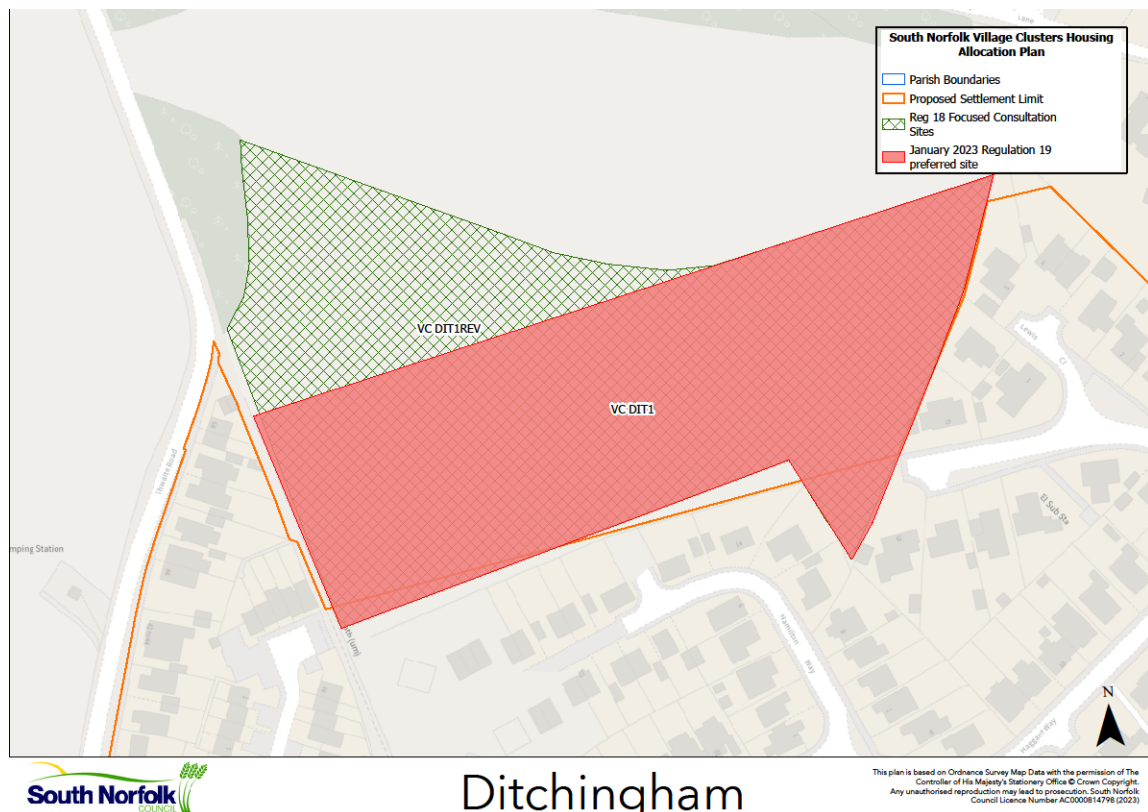 Lane
South Norfolk Village Clusters Housing
Allocation Plan
Parish Boundaries
Proposed Settlement Limit
Reg 18 Focused Consultation
Sites
January 2023 Regulation 19
preferred site
VC DIT1REV
VC DIT1
Lewis
Cl
Thwaite Road
El Sub Sta
mping Station
th (um)
Hamilton
Way
Haggard Way
N
South Norfolk
COUNCIL
Ditchingham
This plan is based on Ordnance Survey Map Data with the permission of The
Controller of His Majesty's Stationery Office © Crown Copyright.
Any unauthorised reproduction may lead to prosecution. South Norfolk
Council Licence Number AC0000814798 (2023)